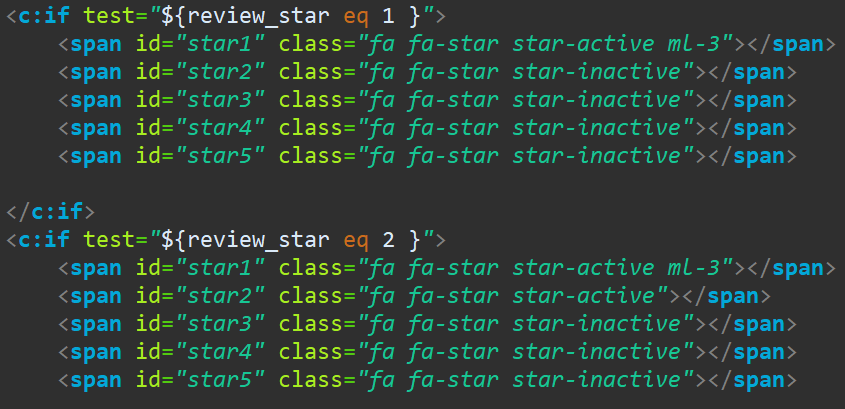 <c:if test="${review_star eq 1 }">
    <span id="star1" class="fa fa-star star-active ml-3"></span>
    <span id="star2" class="fa fa-star star-inactive"></span>
    <span id="star3" class="fa fa-star star-inactive"></span>
    <span id="star4" class="fa fa-star star-inactive"></span>
    <span id="star5" class="fa fa-star star-inactive"></span>

</c:if>
<c:if test="${review_star eq 2 }">
    <span id="star1" class="fa fa-star star-active ml-3"></span>
    <span id="star2" class="fa fa-star star-active"></span>
    <span id="star3" class="fa fa-star star-inactive"></span>
    <span id="star4" class="fa fa-star star-inactive"></span>
    <span id="star5" class="fa fa-star star-inactive"></span>